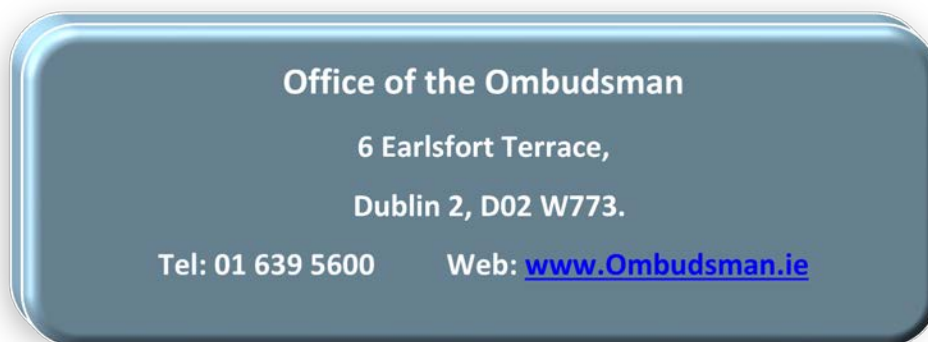 Office of the Ombudsman
6 Earlsfort Terrace,
Dublin 2, D02 W773.
Tel: 01 639 5600 Web: www.Ombudsman.ie